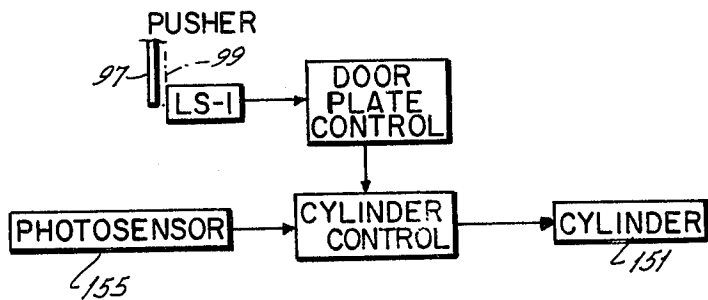 PUSHER
97
99
LS-1
DOOR
PLATE
CONTROL
PHOTOSENSOR
155
CYLINDER
CONTROL
CYLINDER
151